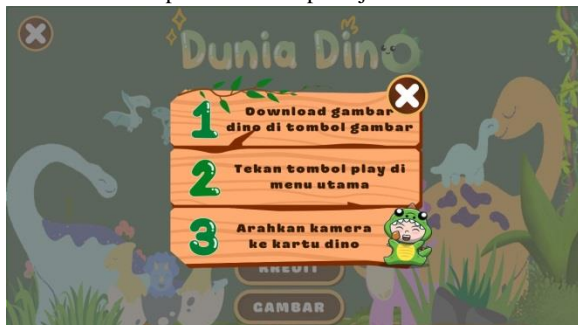 Dunia Dino
1
Download gambar
dino di tombol gambar
2
Tekan tombol play di
menu utama
3
Arahkan kamera
ke kartu dino
KREDIT
GAMBAR